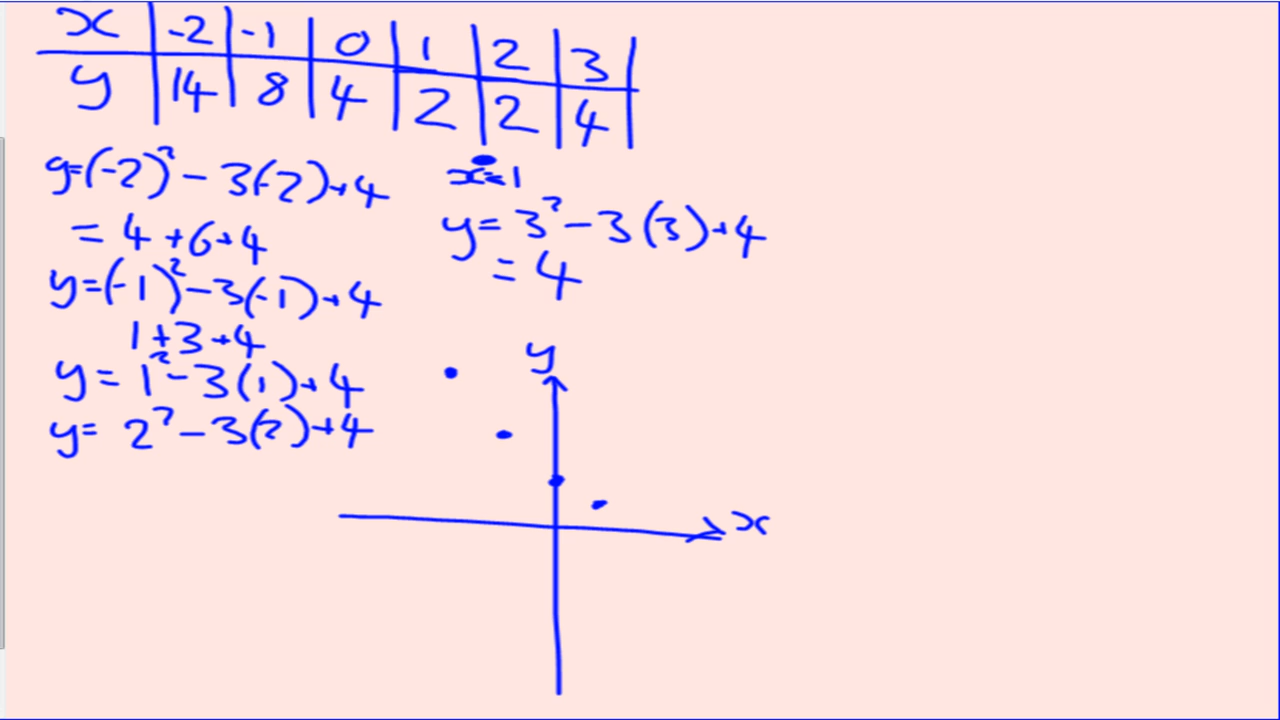 x -2 -1 0 1 2 3
y 14 8 4 2 2 4
y=(-2)²-3(-2)+4
=4+6+4
y=(-1)²-3(-1)+4
1+3+4
y=1²-3(1)+4
y=2²-3(2)+4
y=3²-3(3)+4
=4
y
x